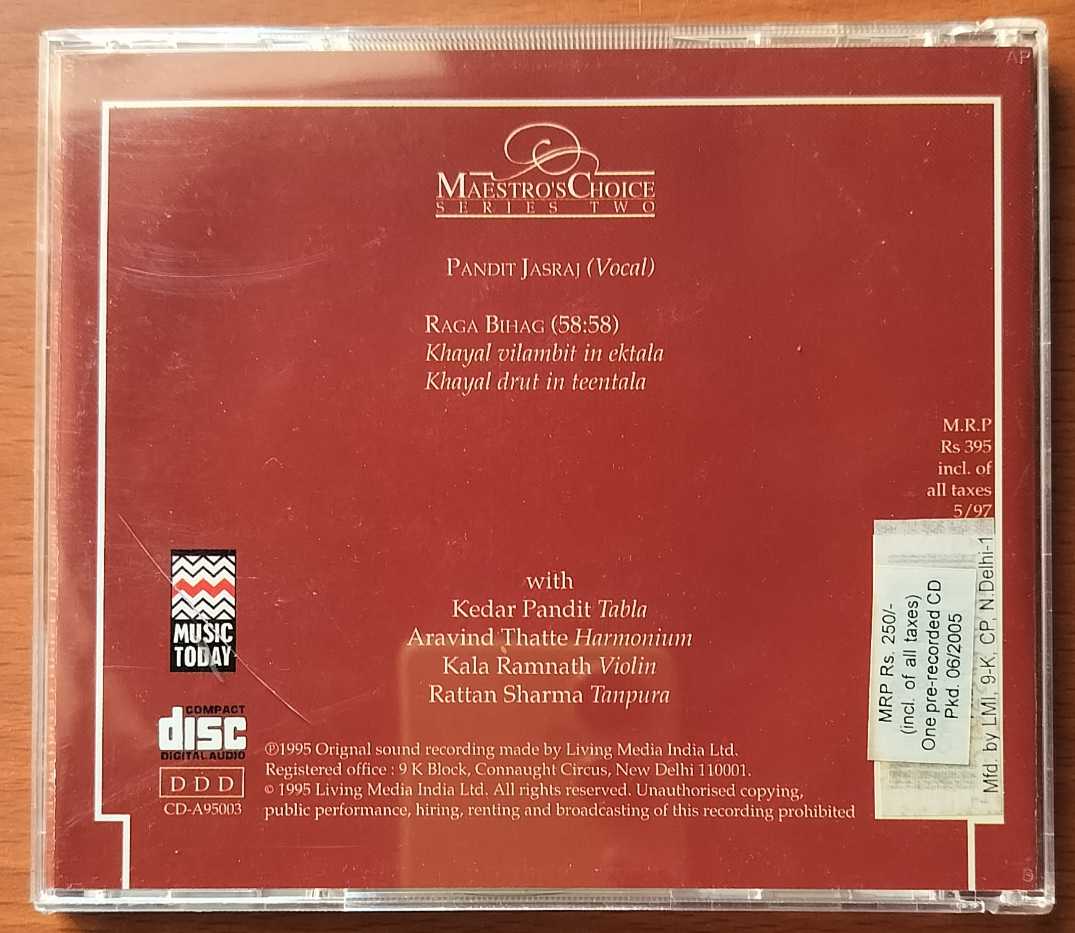 AP
MAESTRO'S CHOICE
SERIES TWO
PANDIT JASRAJ (Vocal)
RAGA BIHAG (58:58)
Khayal vilambit in ektala
Khayal drut in teentala
M.R.P
Rs 395
incl. of
all taxes
5/97
with
Kedar Pandit Tabla
Aravind Thatte Harmonium
Kala Ramnath Violin
Rattan Sharma Tanpura
MUSIC
TODAY
COMPACT
disc
DIGITAL AUDIO
DDD
CD-A95003
℗1995 Orignal sound recording made by Living Media India Ltd.
Registered office : 9 K Block, Connaught Circus, New Delhi 110001.
© 1995 Living Media India Ltd. All rights reserved. Unauthorised copying,
public performance, hiring, renting and broadcasting of this recording prohibited
MRP Rs. 250/-
(incl. of all taxes)
One pre-recorded CD
Pkd. 06/2005
Mfd. by LMI, 9-K, CP, N.Delhi-1